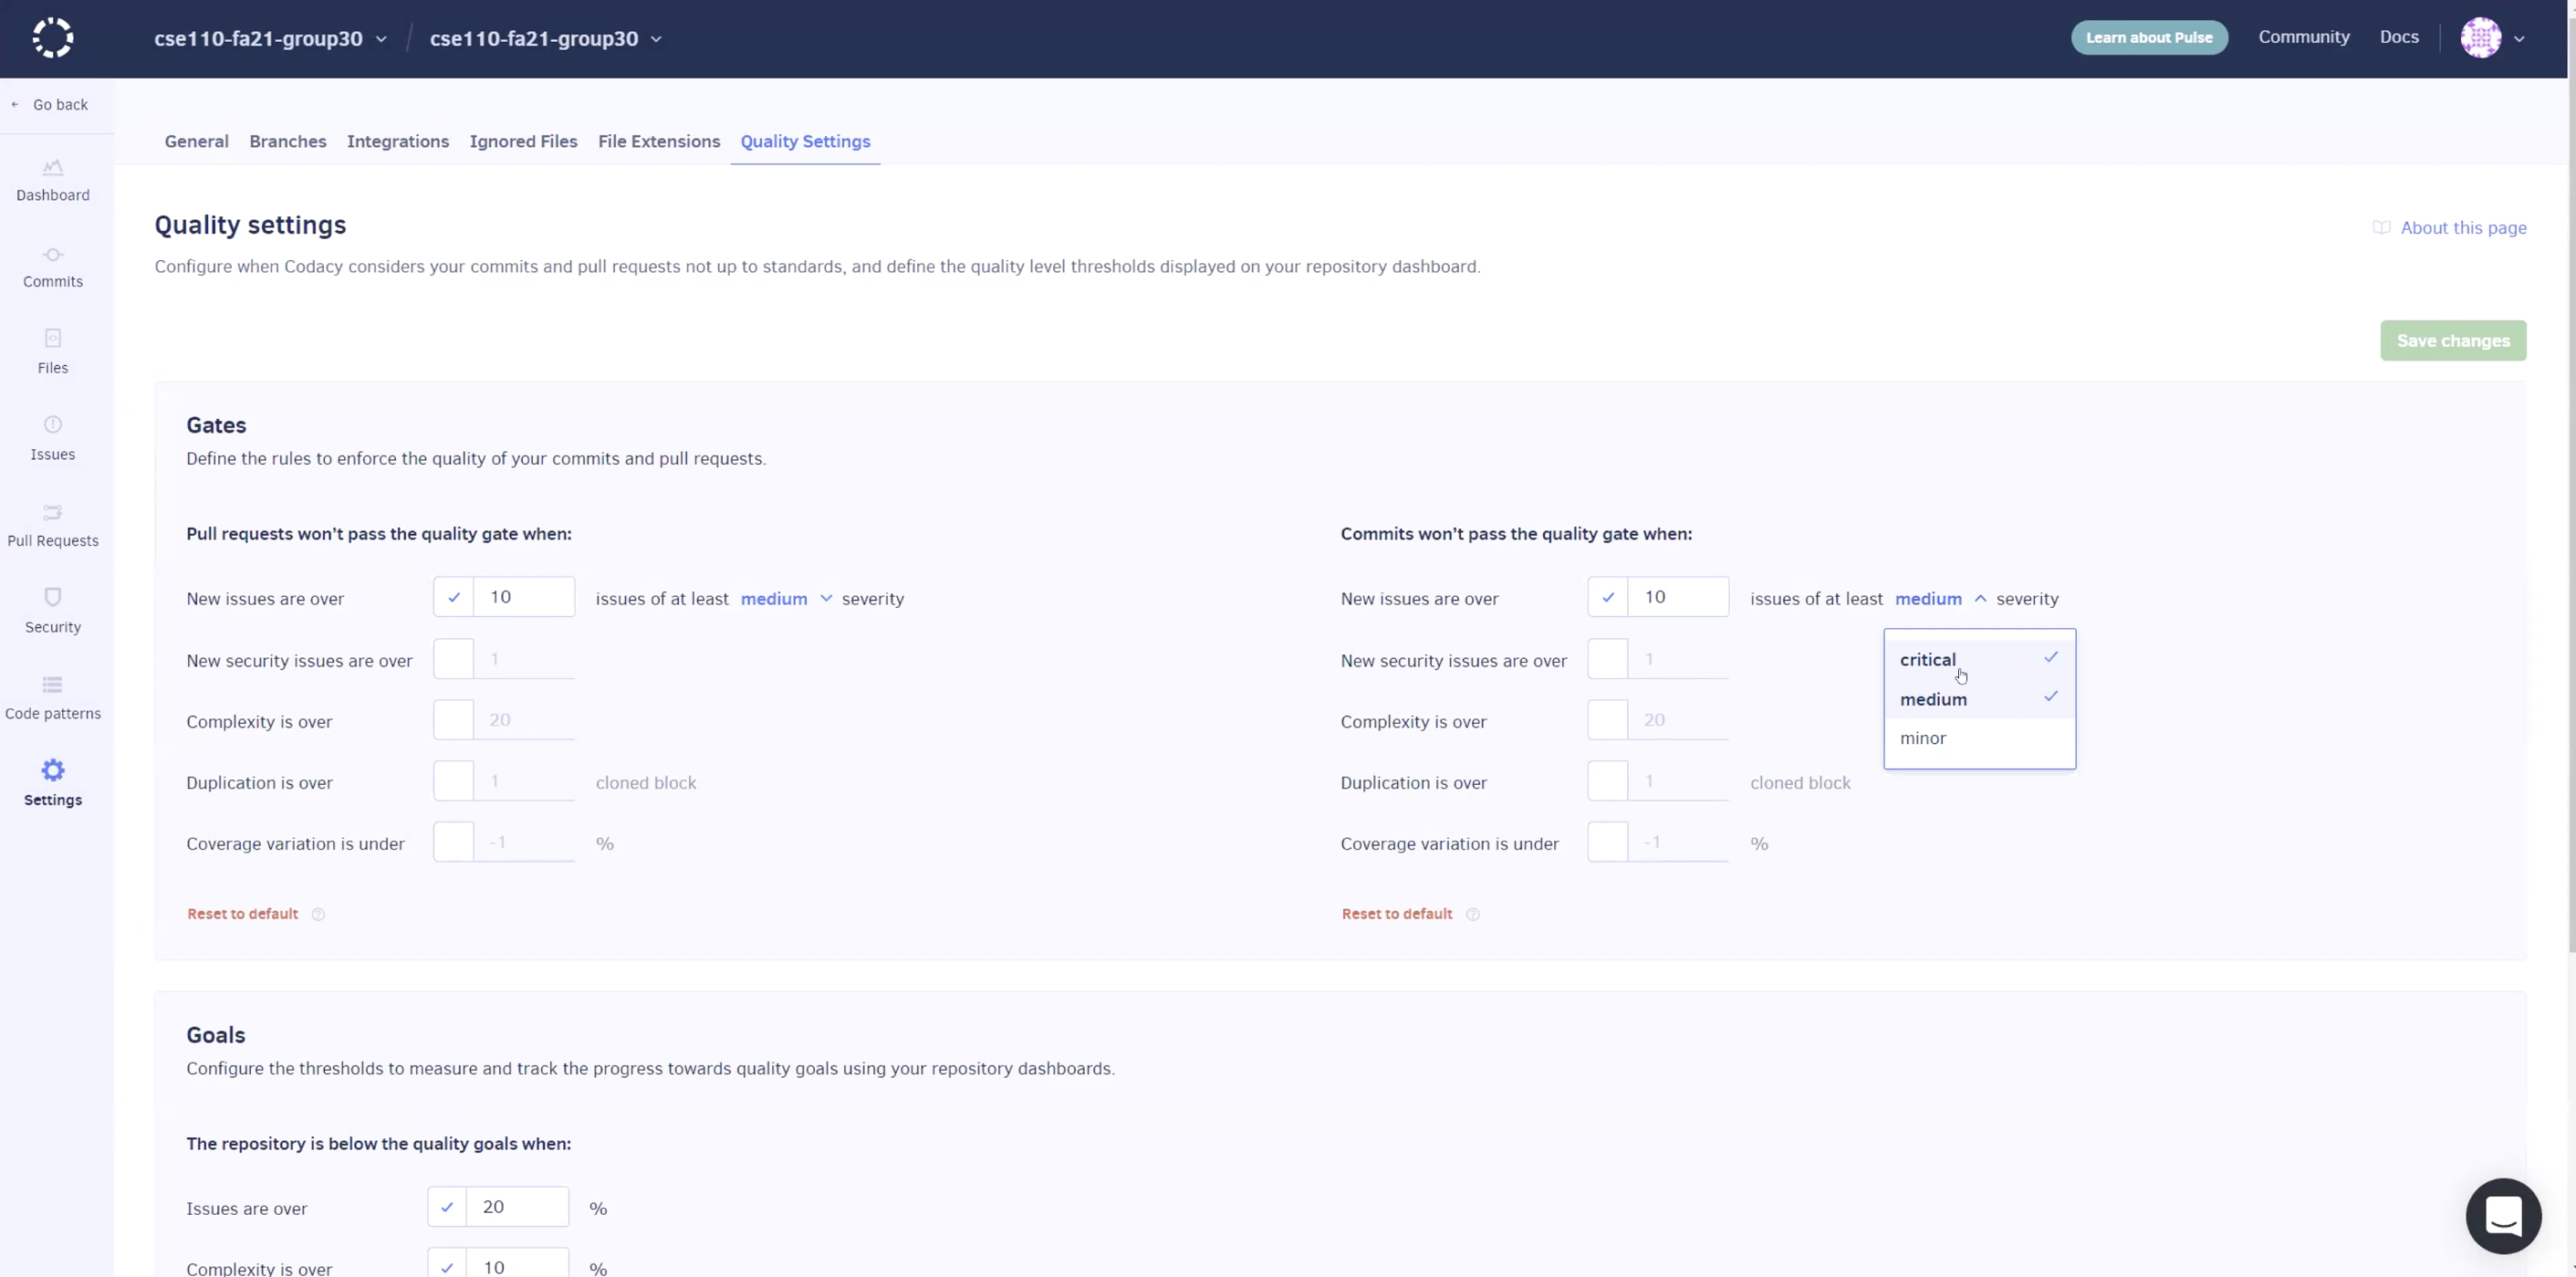 cse110-fa21-group30 / cse110-fa21-group30
Learn about Pulse
Community
Docs
Go back
General
Branches
Integrations
Ignored Files
File Extensions
Quality Settings
Dashboard
Commits
Files
Issues
Pull Requests
Security
Code patterns
Settings
Quality settings
About this page
Configure when Codacy considers your commits and pull requests not up to standards, and define the quality level thresholds displayed on your repository dashboard.
Save changes
Gates
Define the rules to enforce the quality of your commits and pull requests.
Pull requests won't pass the quality gate when:
New issues are over 10 issues of at least medium severity
New security issues are over 1
Complexity is over 20
Duplication is over 1 cloned block
Coverage variation is under -1 %
Reset to default
Commits won't pass the quality gate when:
New issues are over 10 issues of at least medium severity
critical
medium
minor
New security issues are over 1
Complexity is over 20
Duplication is over 1 cloned block
Coverage variation is under -1 %
Reset to default
Goals
Configure the thresholds to measure and track the progress towards quality goals using your repository dashboards.
The repository is below the quality goals when:
Issues are over 20 %
Complexity is over 10 %